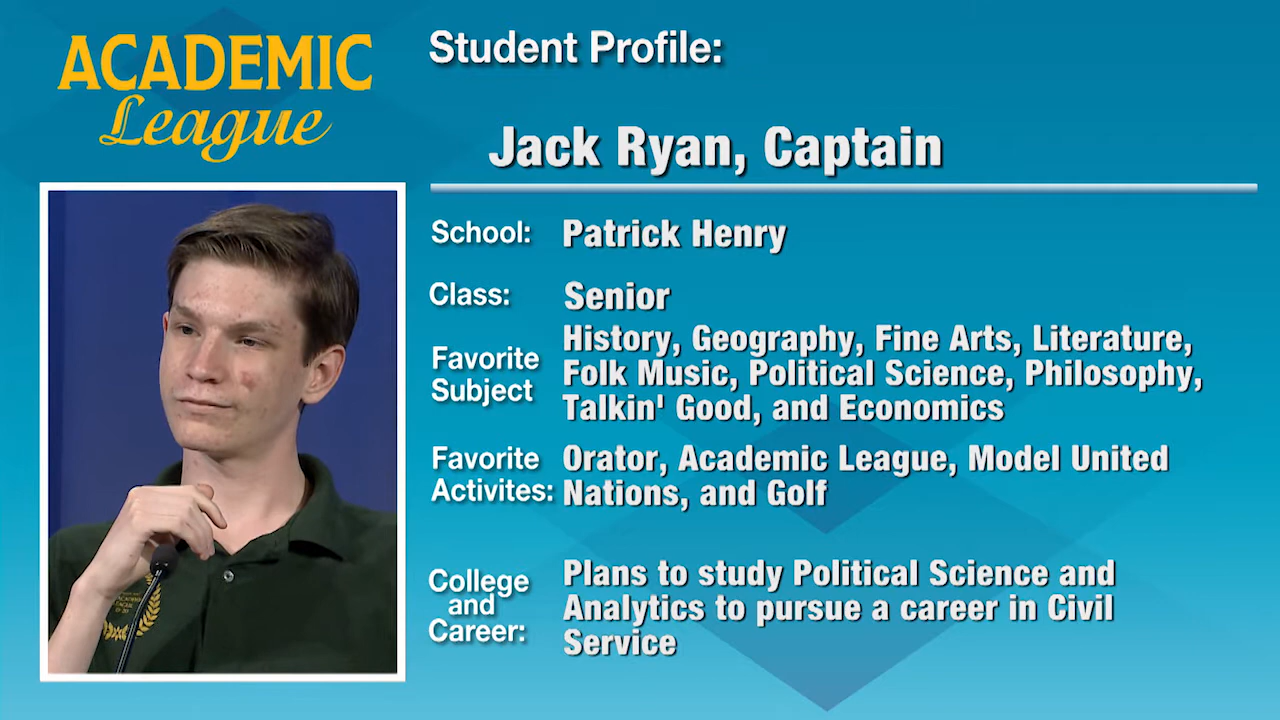 ACADEMIC
League
Student Profile:
Jack Ryan, Captain
School: Patrick Henry
Class: Senior
Favorite Subject
History, Geography, Fine Arts, Literature,
Folk Music, Political Science, Philosophy,
Talkin' Good, and Economics
Favorite Activites:
Orator, Academic League, Model United
Nations, and Golf
College
and
Career:
Plans to study Political Science and
Analytics to pursue a career in Civil
Service